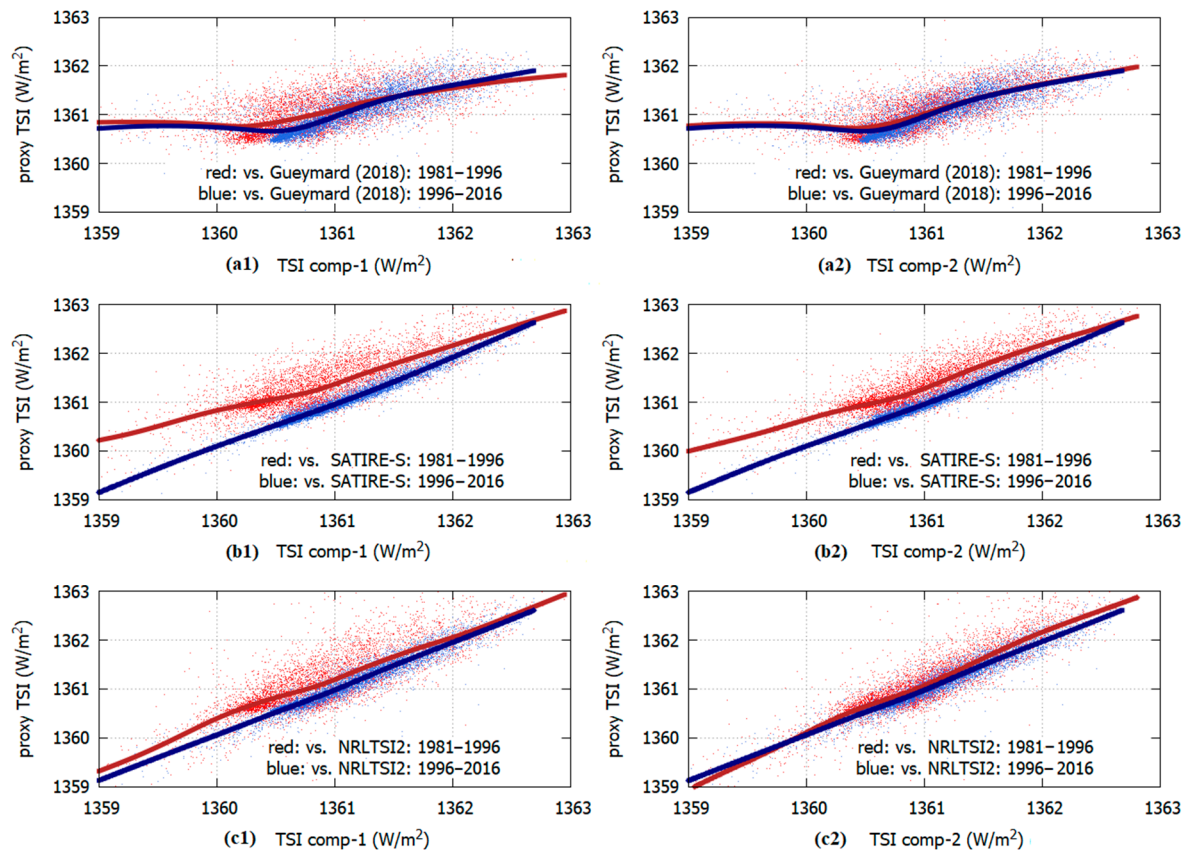 1363
1362
1361
1360
1359
proxy TSI (W/m²)
red: vs. Gueymard (2018): 1981−1996
blue: vs. Gueymard (2018): 1996−2016
1359 1360 1361 1362 1363
(a1) TSI comp-1 (W/m²)
1363
1362
1361
1360
1359
proxy TSI (W/m²)
red: vs. Gueymard (2018): 1981−1996
blue: vs. Gueymard (2018): 1996−2016
1359 1360 1361 1362 1363
(a2) TSI comp-2 (W/m²)
1363
1362
1361
1360
1359
proxy TSI (W/m²)
red: vs. SATIRE-S: 1981−1996
blue: vs. SATIRE-S: 1996−2016
1359 1360 1361 1362 1363
(b1) TSI comp-1 (W/m²)
1363
1362
1361
1360
1359
proxy TSI (W/m²)
red: vs. SATIRE-S: 1981−1996
blue: vs. SATIRE-S: 1996−2016
1359 1360 1361 1362 1363
(b2) TSI comp-2 (W/m²)
1363
1362
1361
1360
1359
proxy TSI (W/m²)
red: vs. NRLTSI2: 1981−1996
blue: vs. NRLTSI2: 1996−2016
1359 1360 1361 1362 1363
(c1) TSI comp-1 (W/m²)
1363
1362
1361
1360
1359
proxy TSI (W/m²)
red: vs. NRLTSI2: 1981−1996
blue: vs. NRLTSI2: 1996−2016
1359 1360 1361 1362 1363
(c2) TSI comp-2 (W/m²)